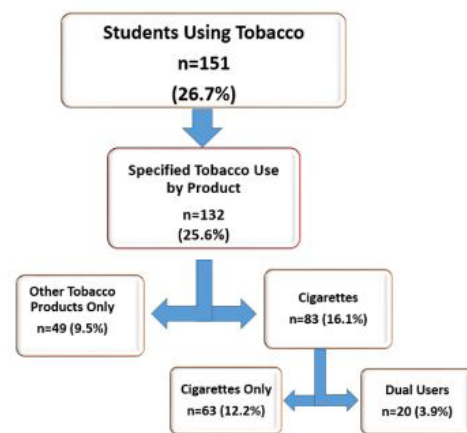 Students Using Tobacco
n=151
(26.7%)
Specified Tobacco Use
by Product
n=132
(25.6%)
Other Tobacco
Products Only
n=49 (9.5%)
Cigarettes
n=83 (16.1%)
Cigarettes Only
n=63 (12.2%)
Dual Users
n=20 (3.9%)